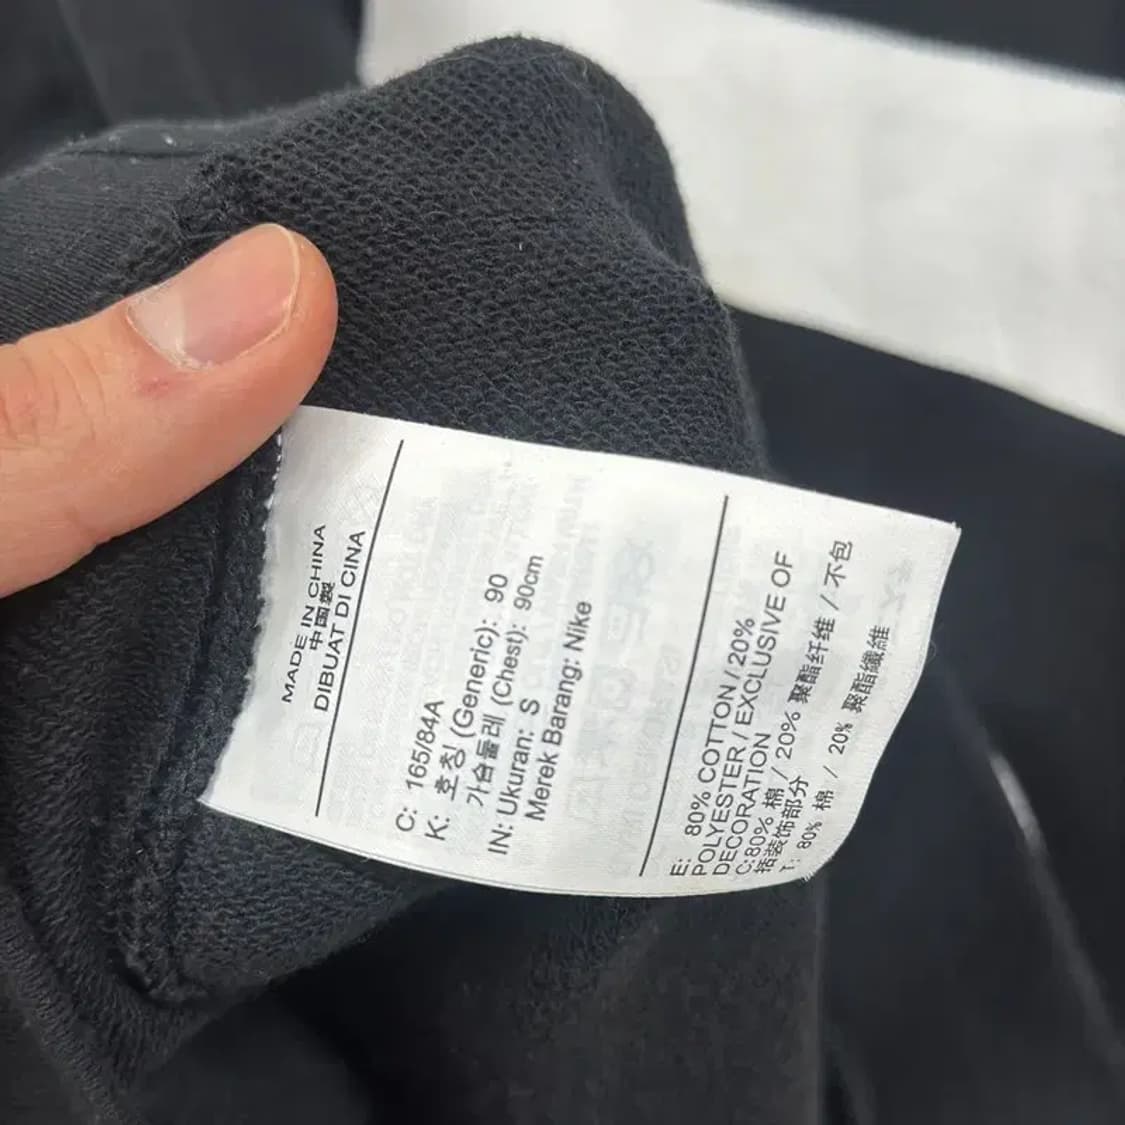 MADE IN CHINA
中国製
DIBUAT DI CINA
C: 165/84A
K: 호칭 (Generic): 90
가슴둘레 (Chest): 90cm
IN: Ukuran: S
Merek Barang: Nike
E: 80% COTTON / 20%
POLYESTER / EXCLUSIVE OF
DECORATION
C:80% 棉 / 20% 聚酯纤维 / 不包
括装饰部分
T: 80% 棉 / 20% 聚酯纖維